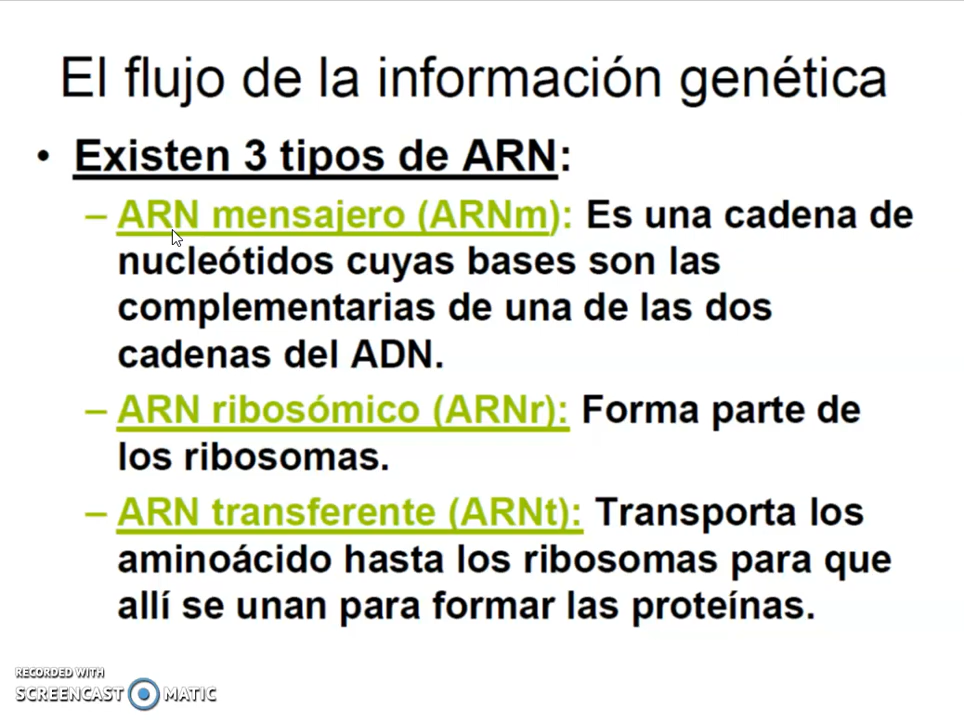 El flujo de la información genética
• Existen 3 tipos de ARN:
– ARN mensajero (ARNm): Es una cadena de
nucleótidos cuyas bases son las
complementarias de una de las dos
cadenas del ADN.
– ARN ribosómico (ARNr): Forma parte de
los ribosomas.
– ARN transferente (ARNt): Transporta los
aminoácido hasta los ribosomas para que
allí se unan para formar las proteínas.
RECORDED WITH
SCREENCAST MATIC